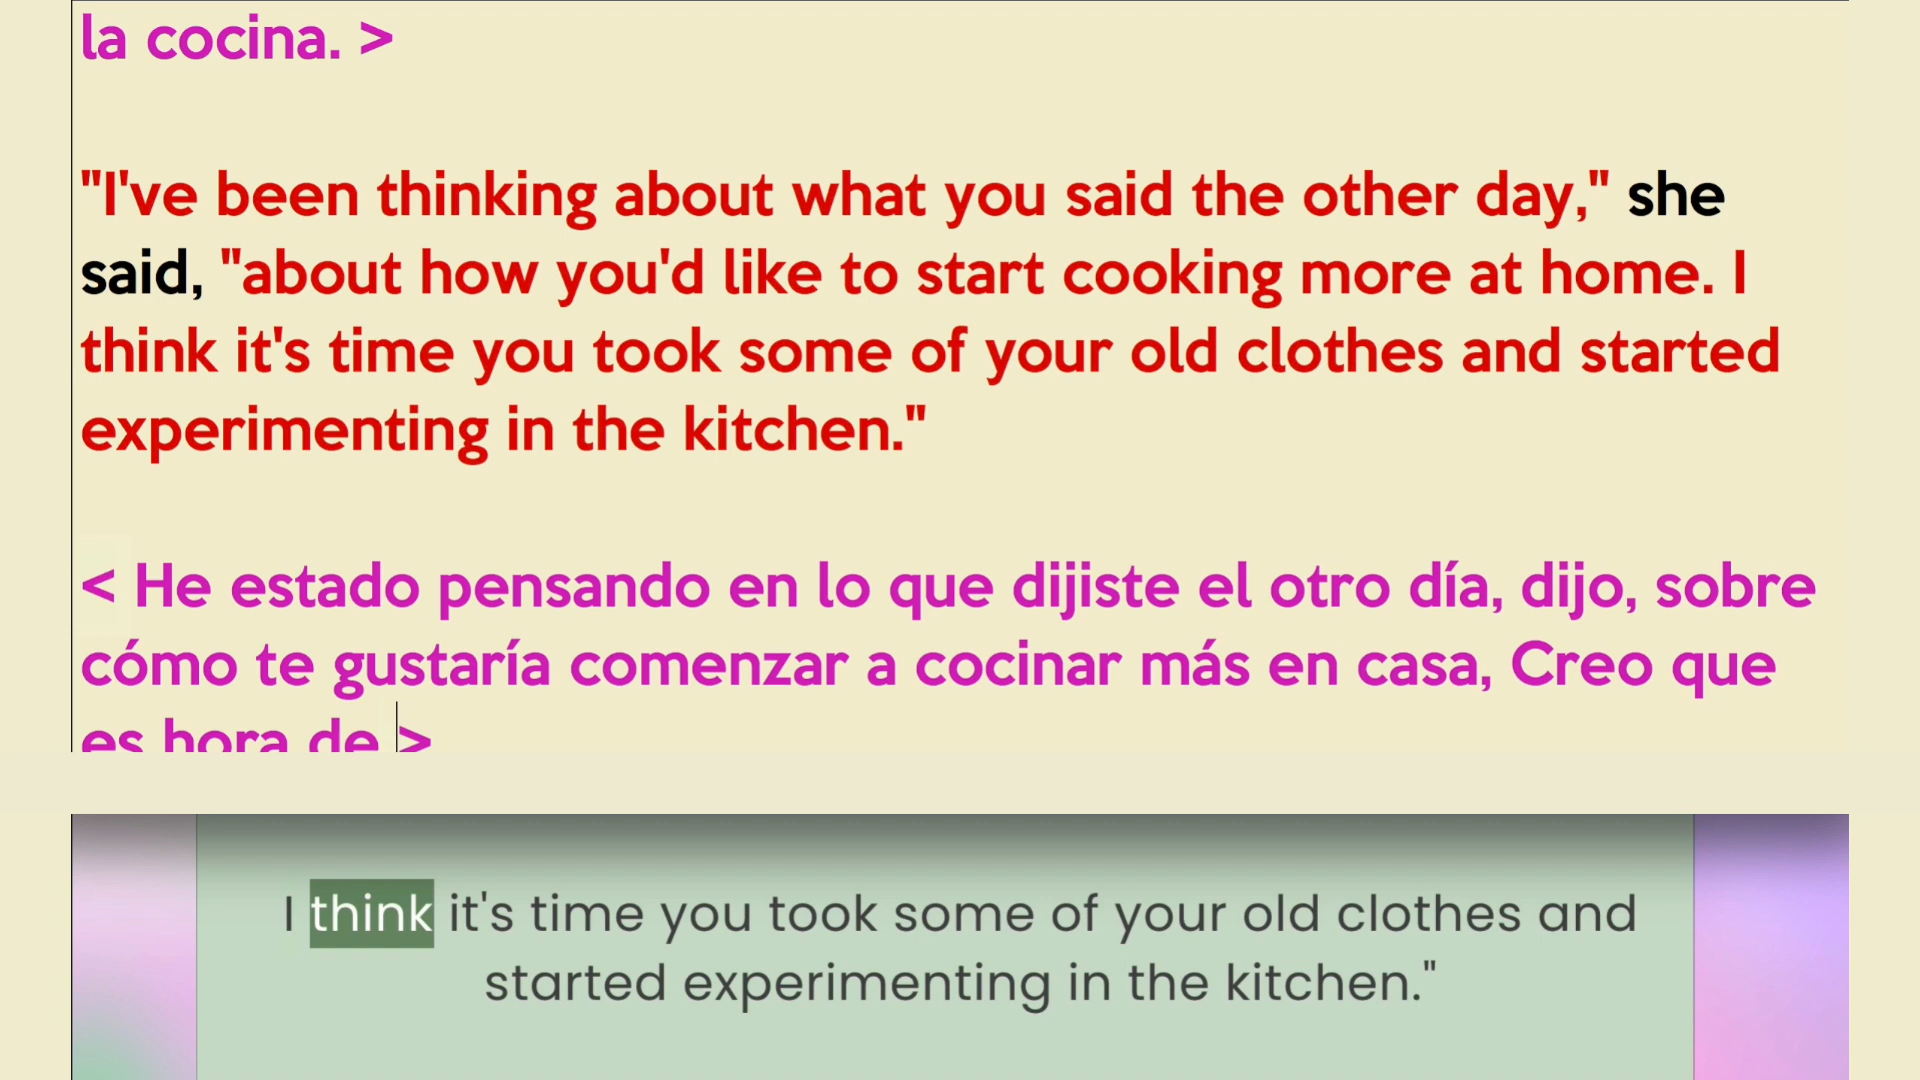 la cocina. >
"I've been thinking about what you said the other day," she
said, "about how you'd like to start cooking more at home. I
think it's time you took some of your old clothes and started
experimenting in the kitchen."
< He estado pensando en lo que dijiste el otro día, dijo, sobre
cómo te gustaría comenzar a cocinar más en casa, Creo que
es hora de >
I think it's time you took some of your old clothes and
started experimenting in the kitchen."